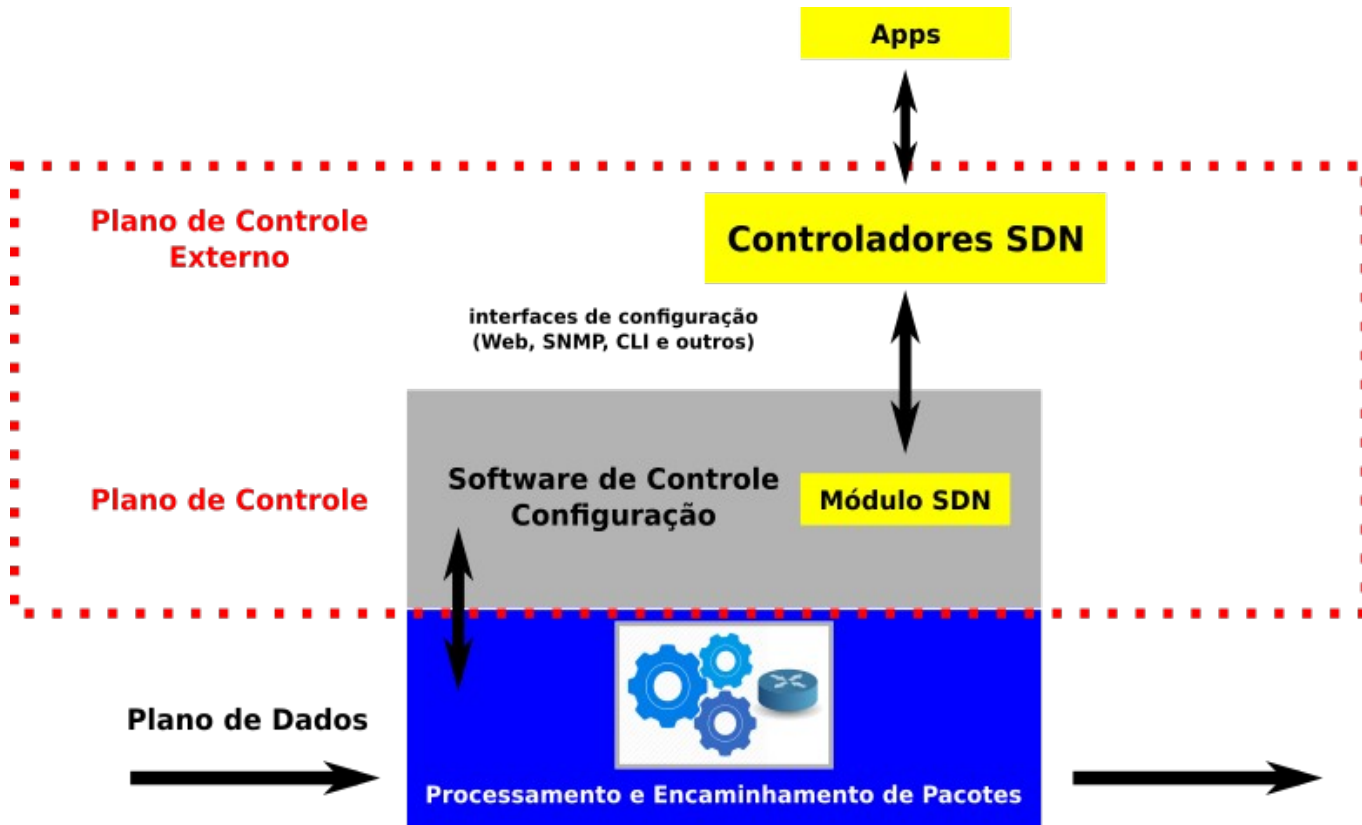 Apps
Plano de Controle
Externo
Controladores SDN
interfaces de configuração
(Web, SNMP, CLI e outros)
Plano de Controle
Software de Controle
Configuração
Módulo SDN
Plano de Dados
Processamento e Encaminhamento de Pacotes